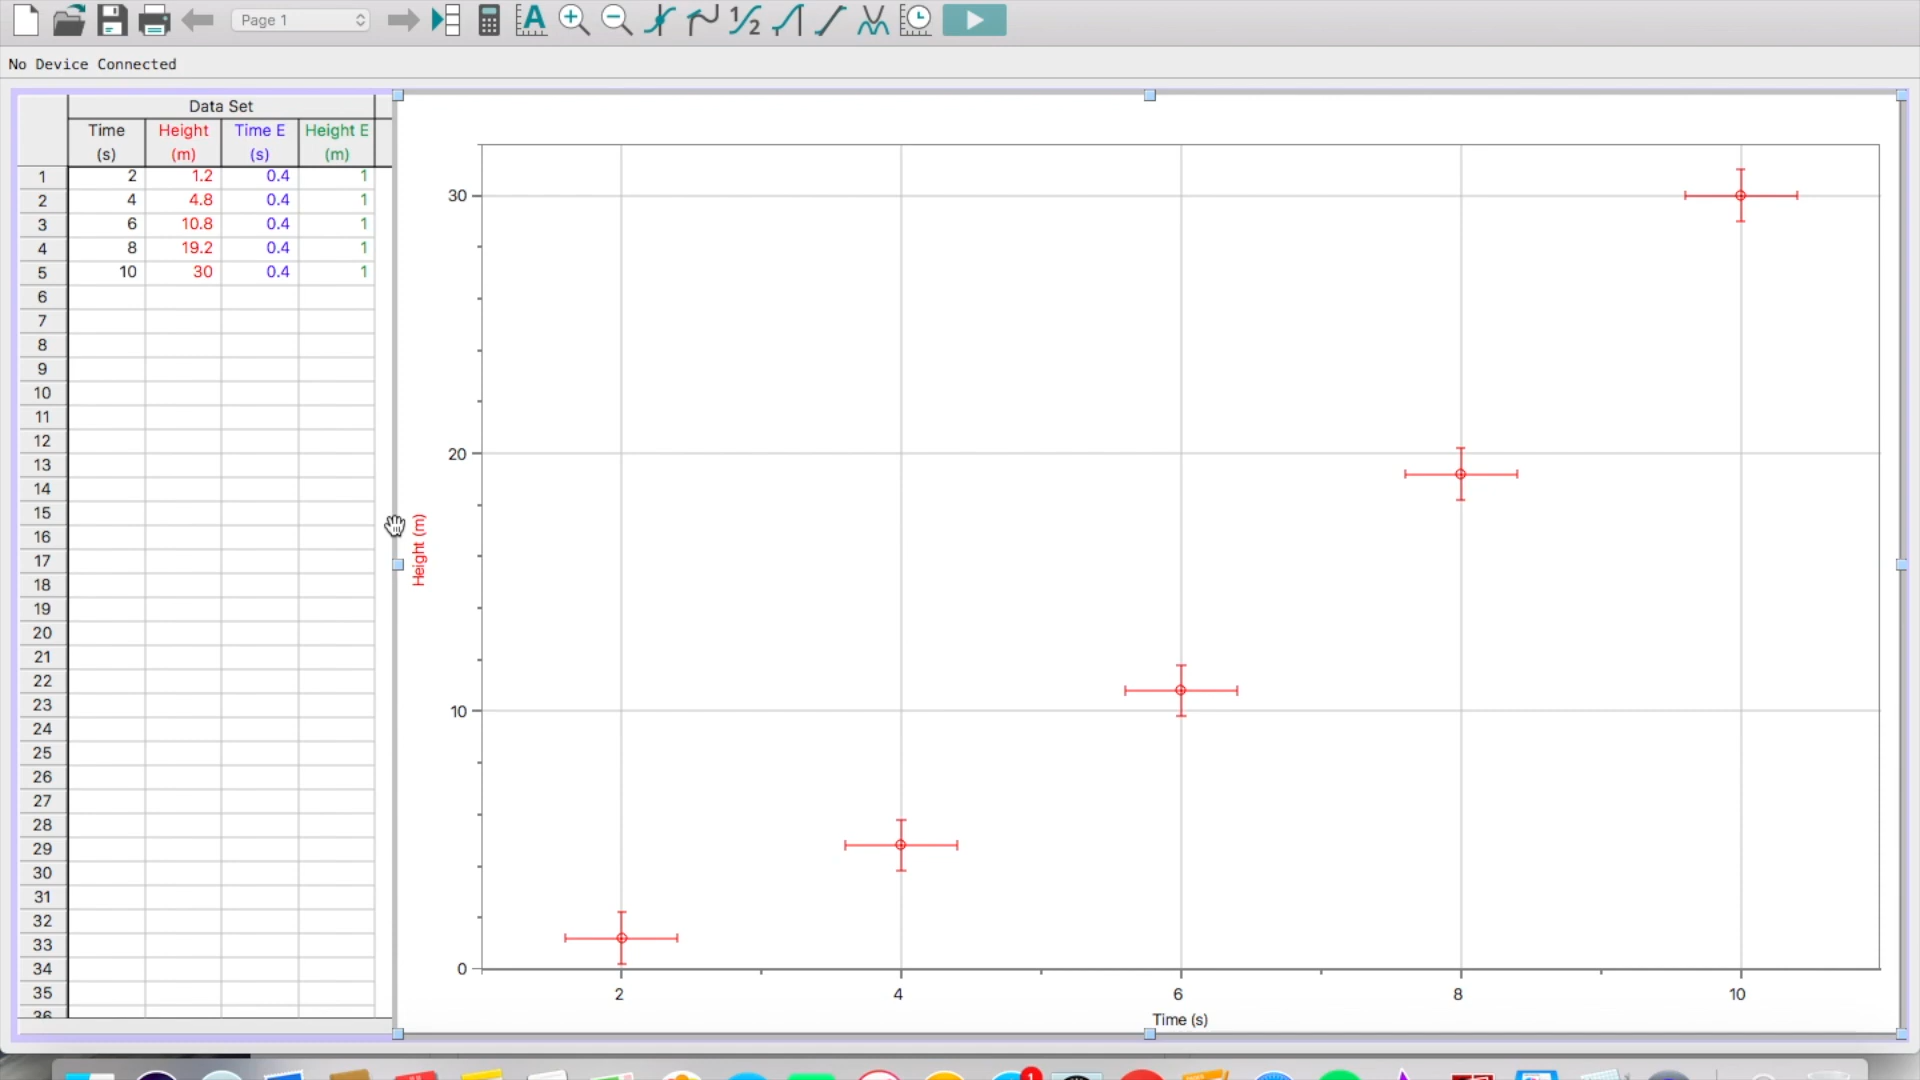 Page 1
A
1/2
No Device Connected
Data Set
Time Height Time E Height E
(s) (m) (s) (m)
1 2 1.2 0.4 1
2 4 4.8 0.4 1
3 6 10.8 0.4 1
4 8 19.2 0.4 1
5 10 30 0.4 1
6
7
8
9
10
11
12
13
14
15
16
17
18
19
20
21
22
23
24
25
26
27
28
29
30
31
32
33
34
35
36
30
20
10
0
Height (m)
2 4 6 8 10
Time (s)
1